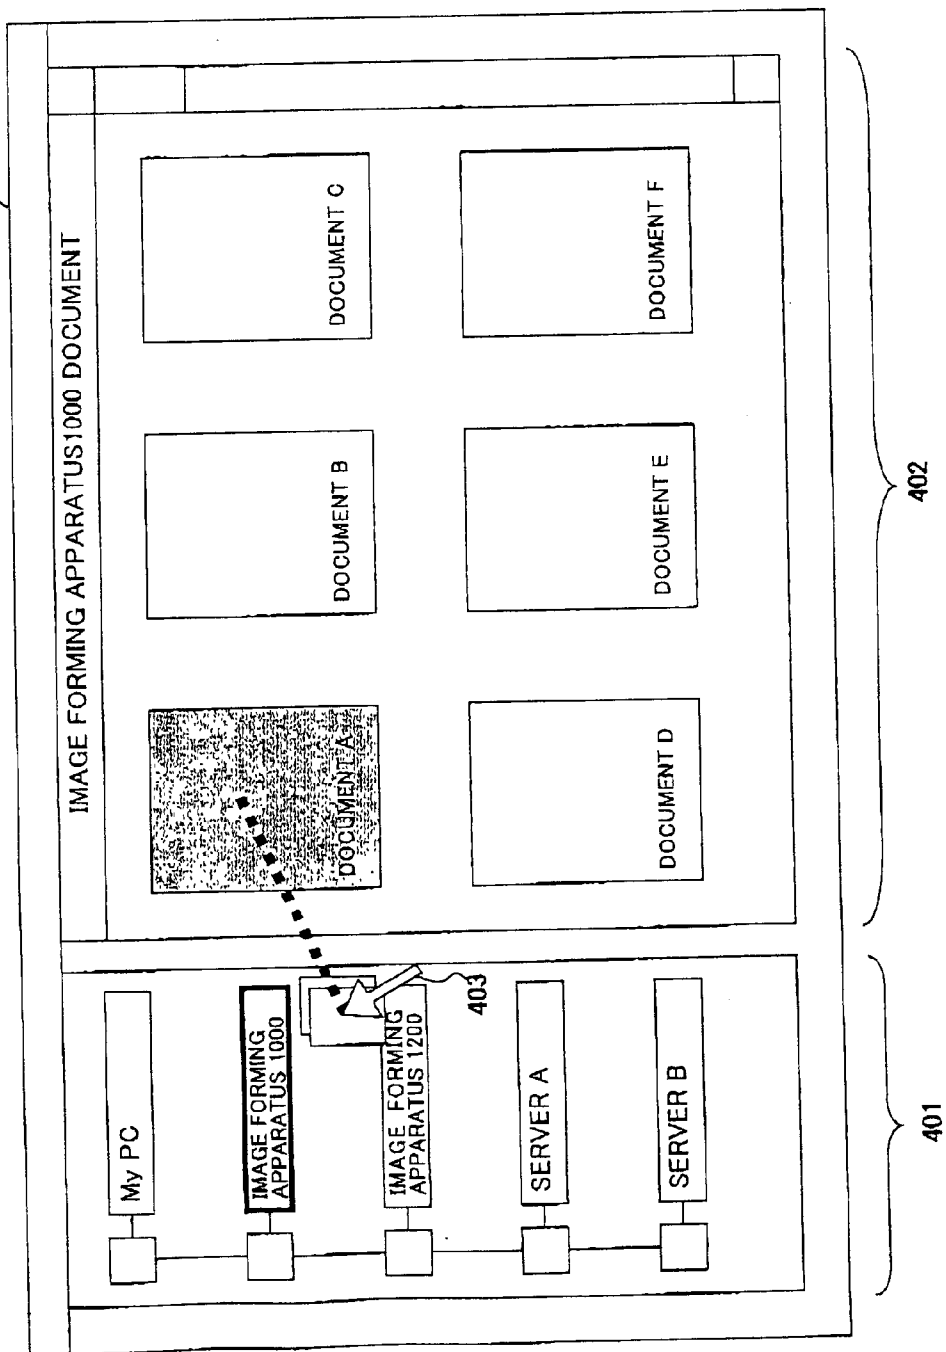 IMAGE FORMING APPARATUS1000 DOCUMENT
My PC
IMAGE FORMING
APPARATUS 1000
IMAGE FORMING
APPARATUS 1200
SERVER A
SERVER B
403
DOCUMENT A
DOCUMENT B
DOCUMENT C
DOCUMENT D
DOCUMENT E
DOCUMENT F
401
402